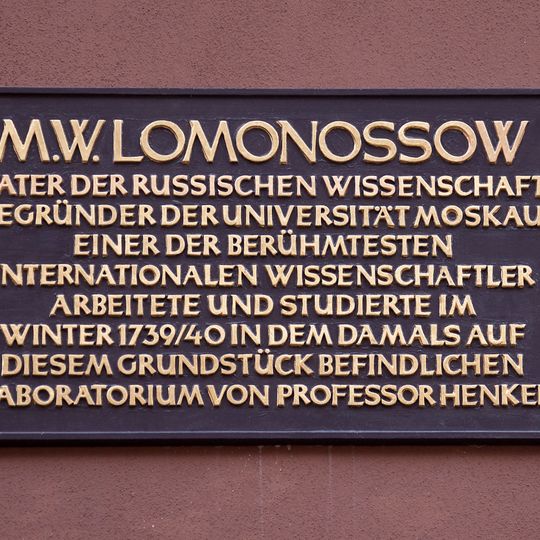 M.W. LOMONOSSOW
ATER DER RUSSISCHEN WISSENSCHAFT
EGRÜNDER DER UNIVERSITÄT MOSKAU
EINER DER BERÜHMTESTEN
NTERNATIONALEN WISSENSCHAFTLER
ARBEITETE UND STUDIERTE IM
WINTER 1739/40 IN DEM DAMALS AUF
DIESEM GRUNDSTÜCK BEFINDLICHEN
ABORATORIUM VON PROFESSOR HENKE